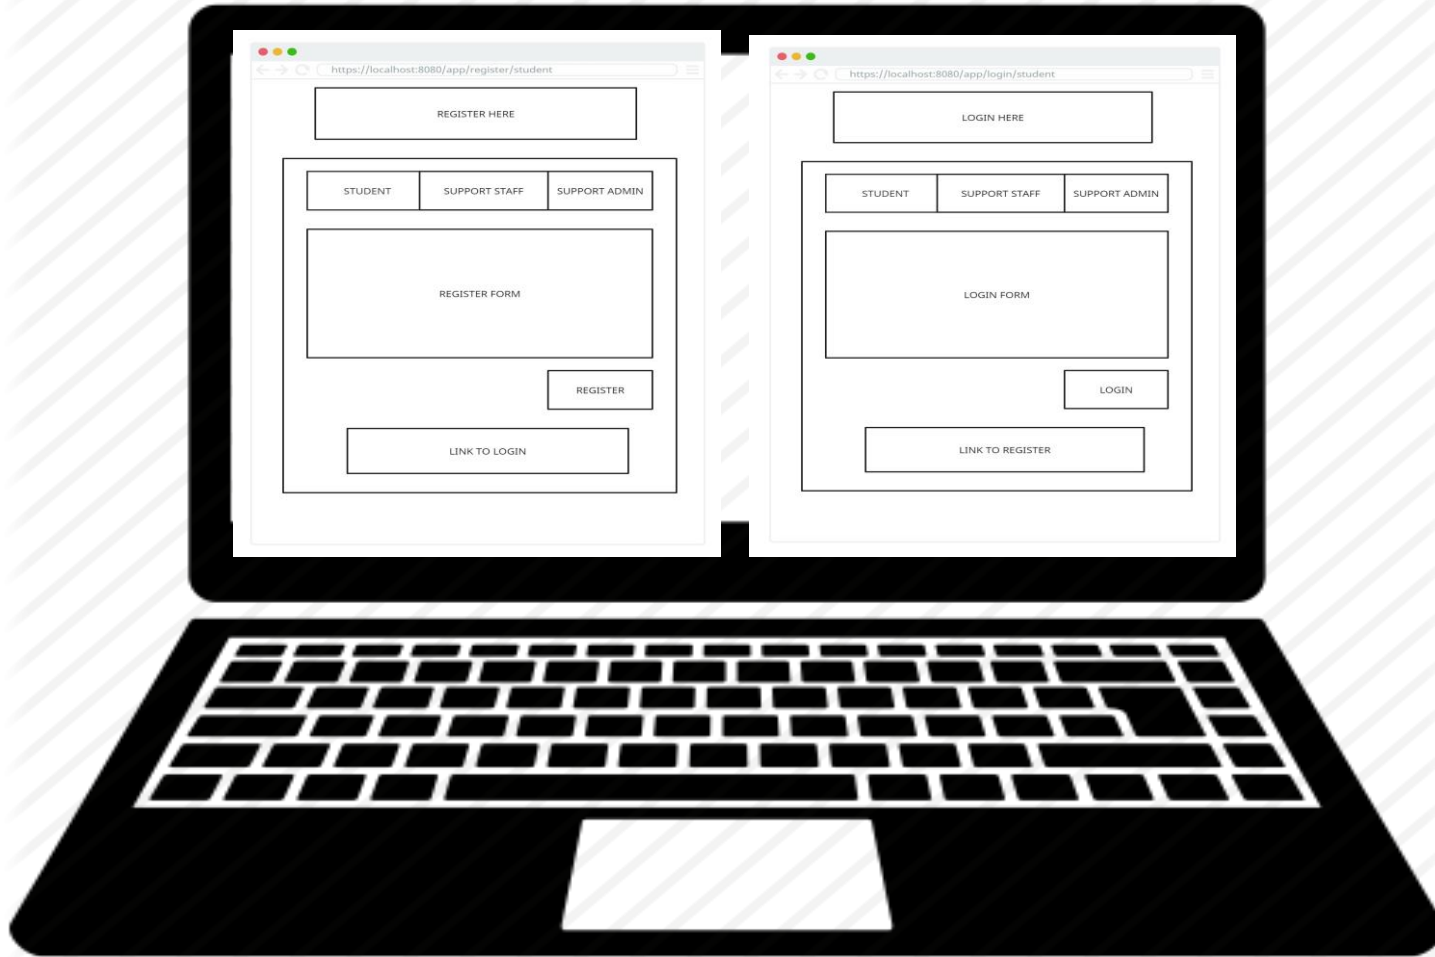 https://localhost:8080/app/register/student
REGISTER HERE
STUDENT
SUPPORT STAFF
SUPPORT ADMIN
REGISTER FORM
REGISTER
LINK TO LOGIN
https://localhost:8080/app/login/student
LOGIN HERE
STUDENT
SUPPORT STAFF
SUPPORT ADMIN
LOGIN FORM
LOGIN
LINK TO REGISTER